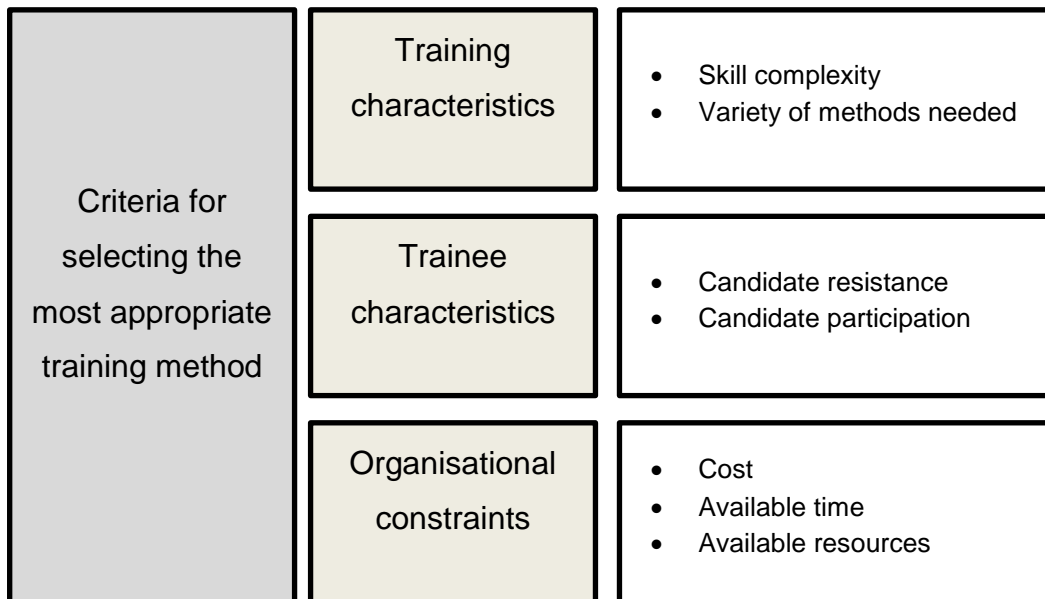 Criteria for
selecting the
most appropriate
training method
Training
characteristics
• Skill complexity
• Variety of methods needed
Trainee
characteristics
• Candidate resistance
• Candidate participation
Organisational
constraints
• Cost
• Available time
• Available resources